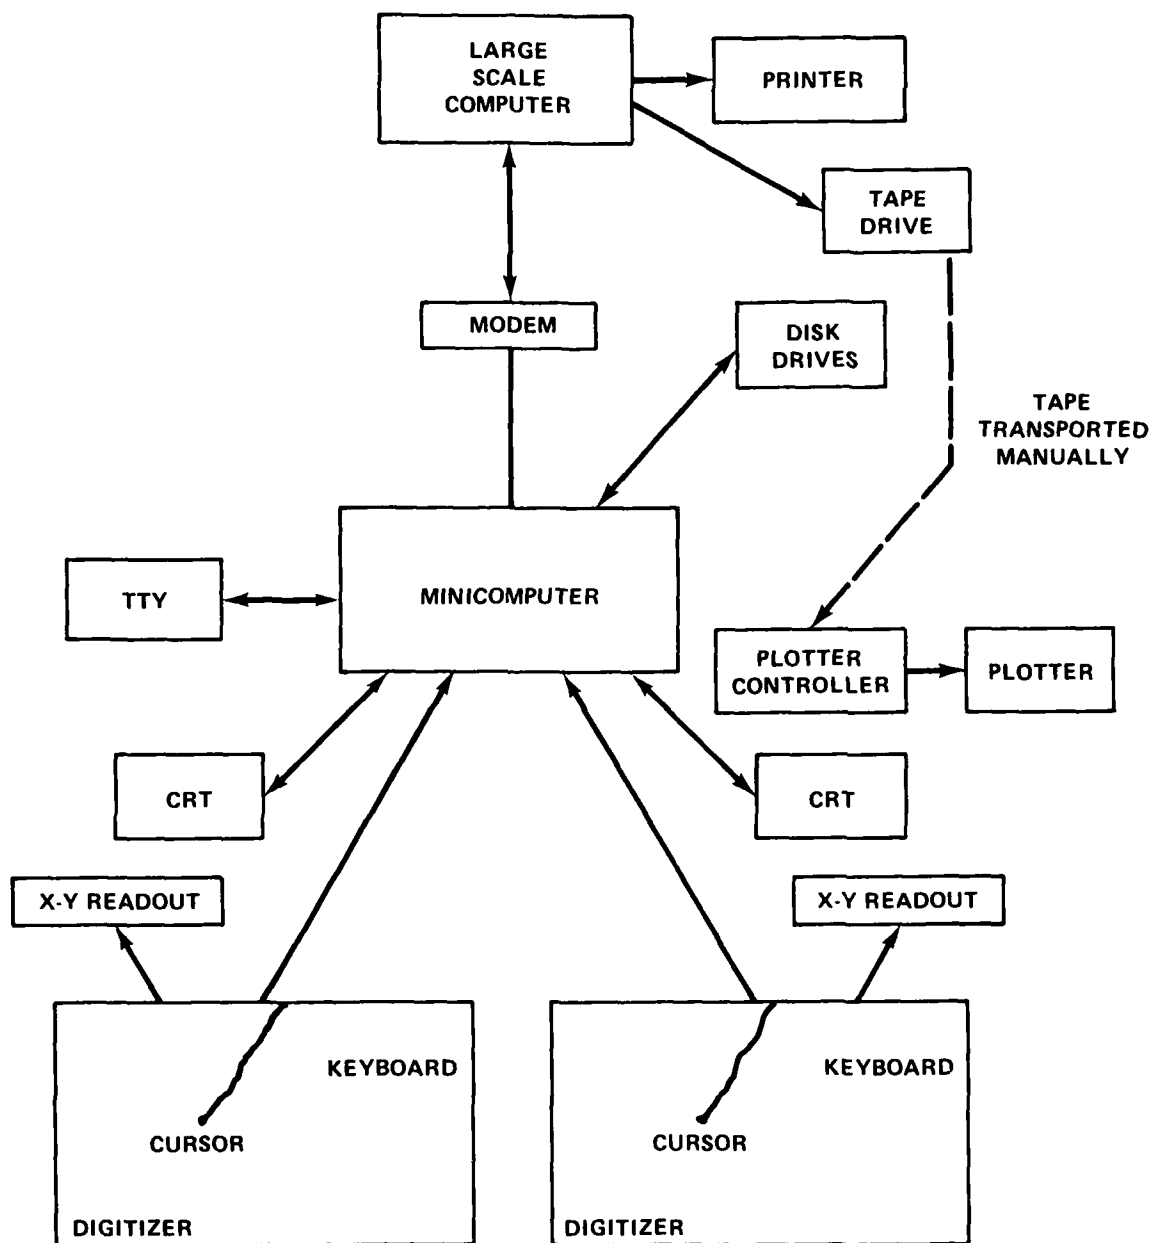 LARGE
SCALE
COMPUTER
PRINTER
TAPE
DRIVE
MODEM
DISK
DRIVES
TAPE
TRANSPORTED
MANUALLY
TTY
MINICOMPUTER
PLOTTER
CONTROLLER
PLOTTER
CRT
CRT
X-Y READOUT
X-Y READOUT
KEYBOARD
CURSOR
DIGITIZER
KEYBOARD
CURSOR
DIGITIZER